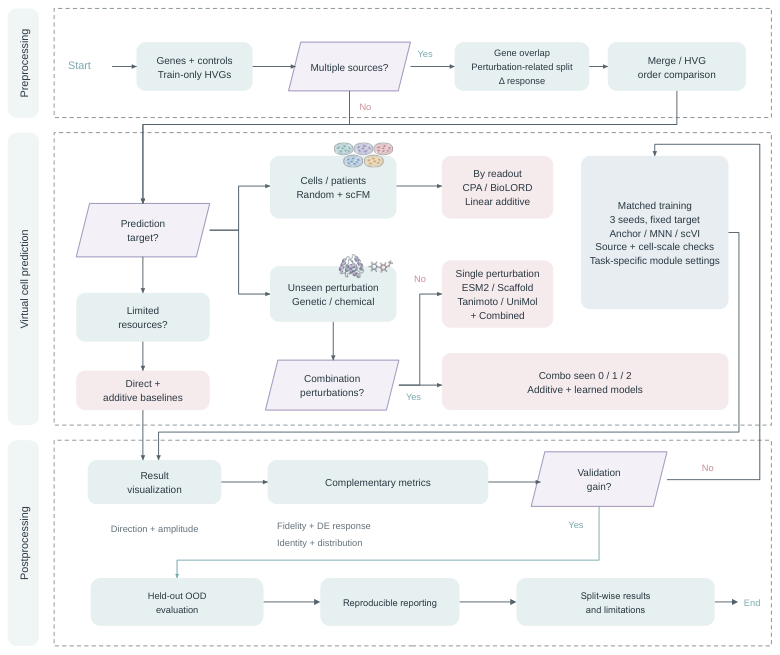 Preprocessing
Start
Genes + controls
Train-only HVGs
Multiple sources?
Yes
Gene overlap
Perturbation-related split
Δ response
Merge / HVG
order comparison
No
Virtual cell prediction
Prediction
target?
Cells / patients
Random + scFM
By readout
CPA / BioLORD
Linear additive
Matched training
3 seeds, fixed target
Anchor / MNN / scVI
Source + cell-scale checks
Task-specific module settings
Unseen perturbation
Genetic / chemical
No
Single perturbation
ESM2 / Scaffold
Tanimoto / UniMol
+ Combined
Limited
resources?
Direct +
additive baselines
Combination
perturbations?
Yes
Combo seen 0 / 1 / 2
Additive + learned models
Postprocessing
Result
visualization
Complementary metrics
Validation
gain?
No
Direction + amplitude
Fidelity + DE response
Identity + distribution
Yes
Held-out OOD
evaluation
Reproducible reporting
Split-wise results
and limitations
End